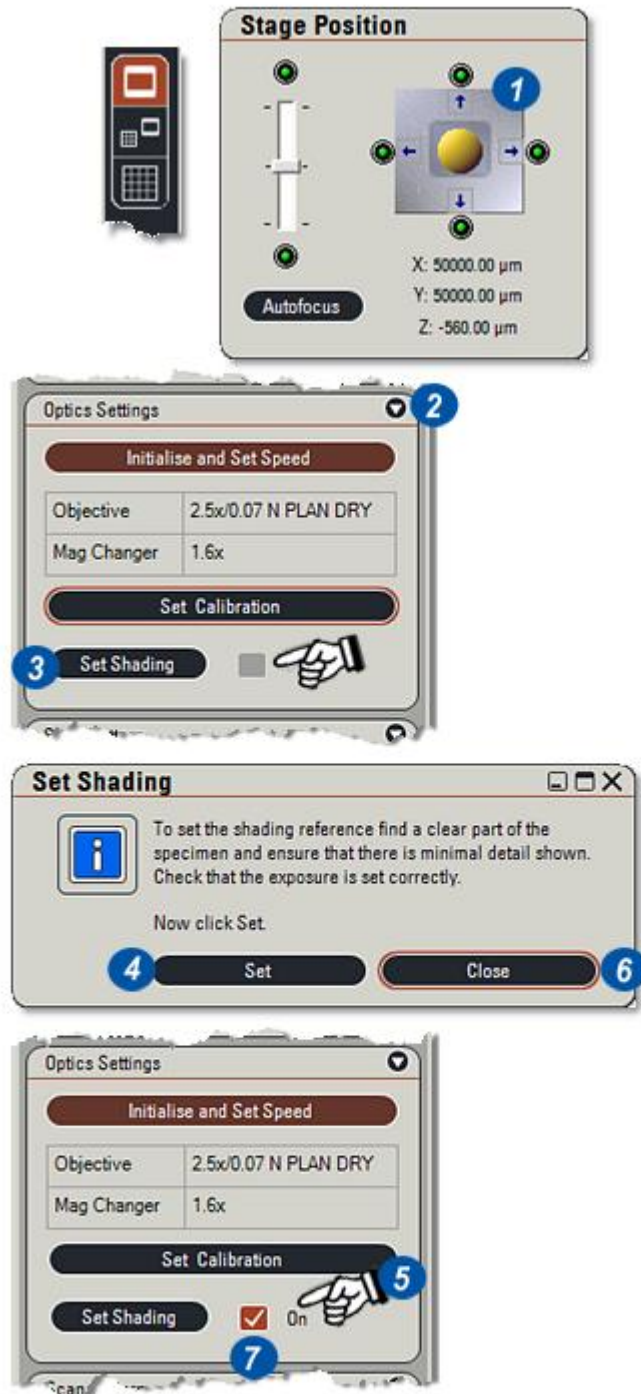 Stage Position
1
X: 50000.00 µm
Y: 50000.00 µm
Z: -560.00 µm
Autofocus
Optics Settings
2
Initialise and Set Speed
Objective 2.5x/0.07 N PLAN DRY
Mag Changer 1.6x
Set Calibration
3 Set Shading
Set Shading
To set the shading reference find a clear part of the
specimen and ensure that there is minimal detail shown.
Check that the exposure is set correctly.
Now click Set.
4 Set Close 6
Optics Settings
Initialise and Set Speed
Objective 2.5x/0.07 N PLAN DRY
Mag Changer 1.6x
Set Calibration
5
Set Shading On
7